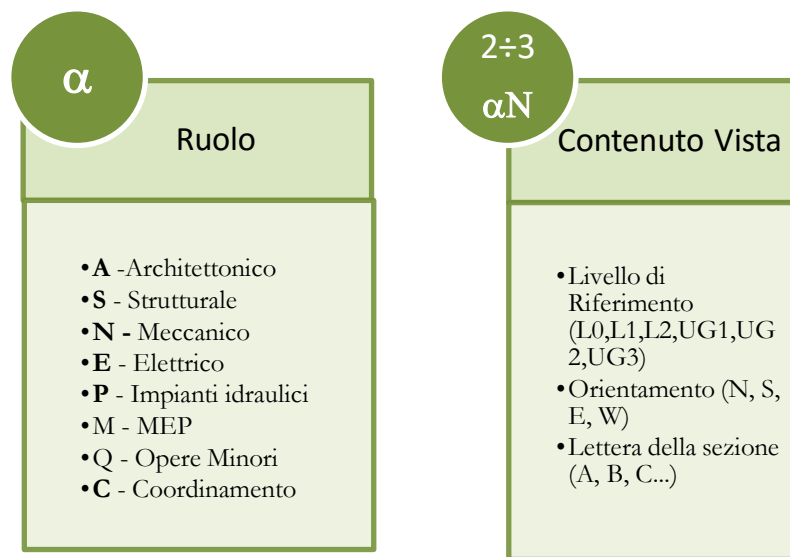 α
Ruolo
•A -Architettonico
•S - Strutturale
•N - Meccanico
•E - Elettrico
•P - Impianti idraulici
•M - MEP
•Q - Opere Minori
•C - Coordinamento
2÷3
αN
Contenuto Vista
•Livello di
Riferimento
(L0,L1,L2,UG1,UG
2,UG3)
•Orientamento (N, S,
E, W)
•Lettera della sezione
(A, B, C...)